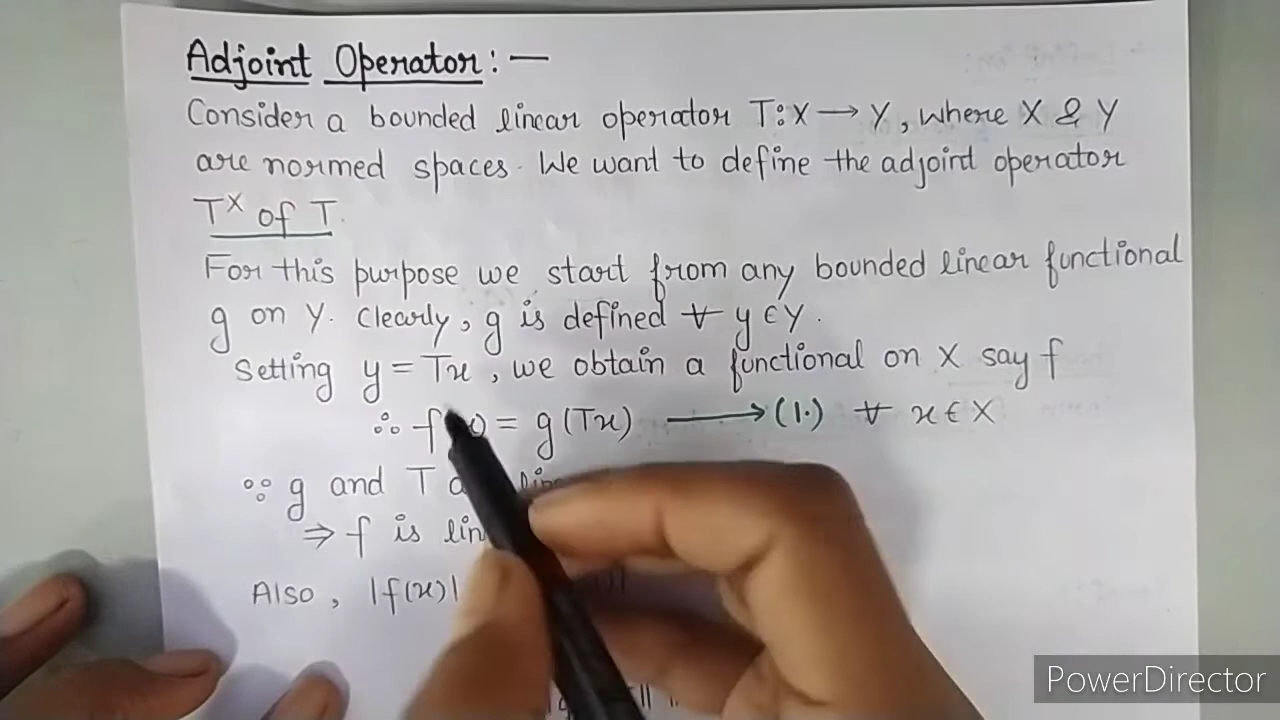 Adjoint Operator:—
Consider a bounded linear operator T:X → Y, where X & Y
are normed spaces. We want to define the adjoint operator
Tˣ of T.
For this purpose we start from any bounded linear functional
g on Y. Clearly, g is defined ∀ y ∈ Y.
Setting y = Tx, we obtain a functional on X say f
∴ f = g(Tx) ⟶ (1.) ∀ x ∈ X
∵ g and T
⇒ f is
Also, |f(x)|
PowerDirector